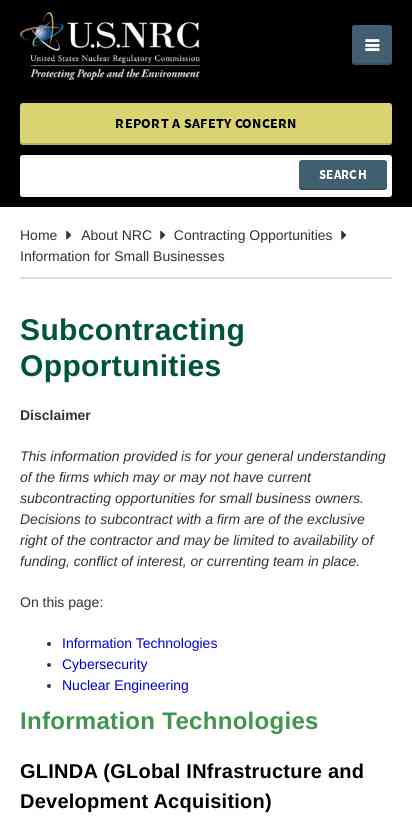 U.S.NRC
United States Nuclear Regulatory Commission
Protecting People and the Environment
REPORT A SAFETY CONCERN
SEARCH
Home About NRC Contracting Opportunities
Information for Small Businesses
Subcontracting
Opportunities
Disclaimer
This information provided is for your general understanding
of the firms which may or may not have current
subcontracting opportunities for small business owners.
Decisions to subcontract with a firm are of the exclusive
right of the contractor and may be limited to availability of
funding, conflict of interest, or currenting team in place.
On this page:
Information Technologies
Cybersecurity
Nuclear Engineering
Information Technologies
GLINDA (GLobal INfrastructure and
Development Acquisition)